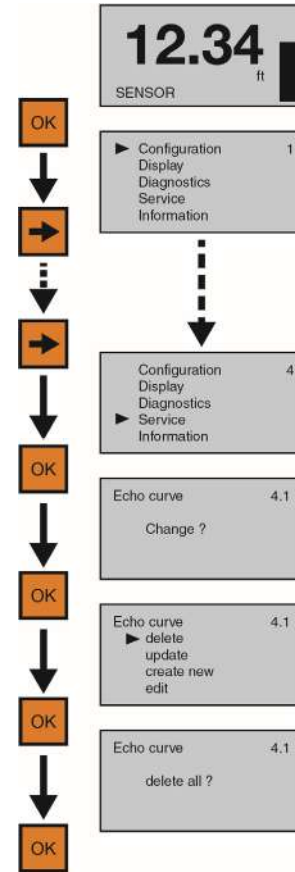 12.34
ft
SENSOR
OK
Configuration 1
Display
Diagnostics
Service
Information
Configuration 4
Display
Diagnostics
Service
Information
OK
Echo curve 4.1
Change ?
OK
Echo curve 4.1
delete
update
create new
edit
OK
Echo curve 4.1
delete all ?
OK